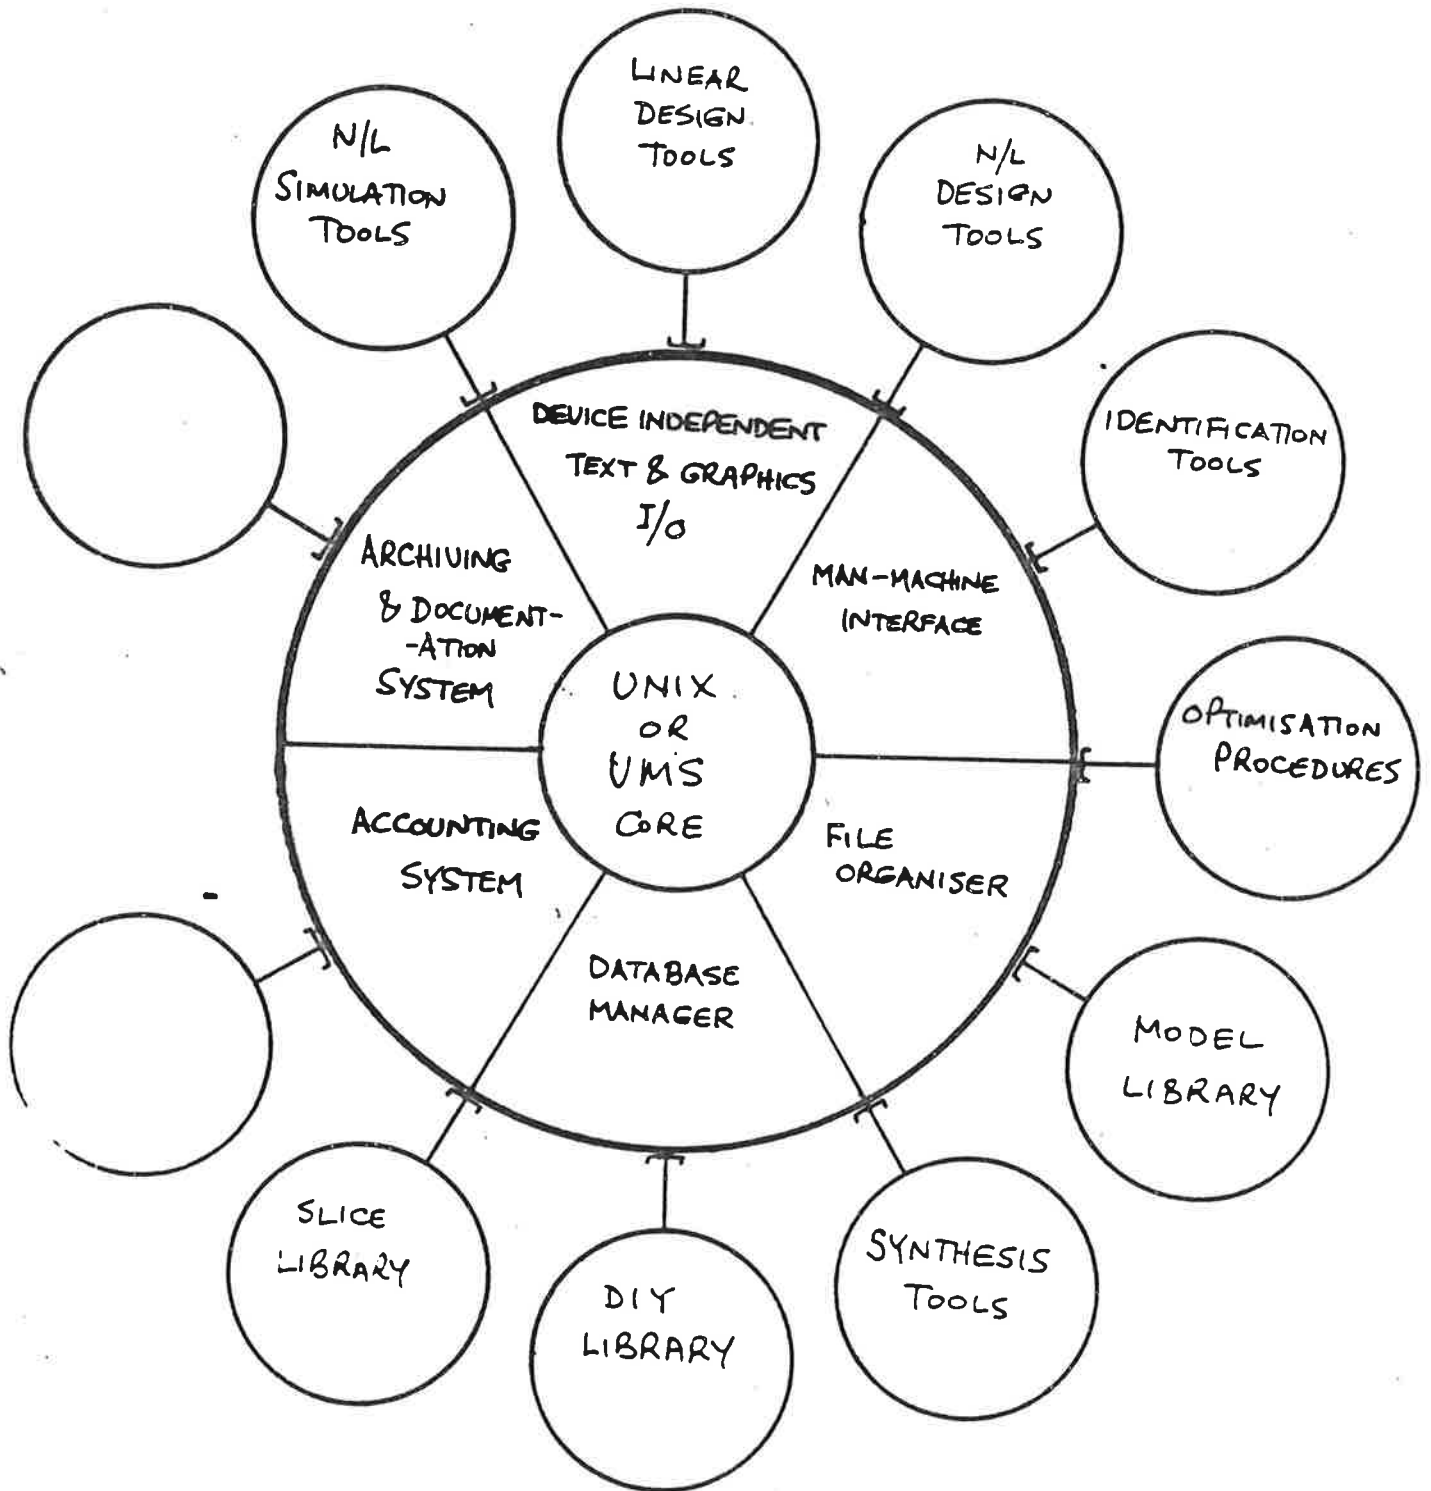 LINEAR
DESIGN
TOOLS
N/L
SIMULATION
TOOLS
N/L
DESIGN
TOOLS
IDENTIFICATION
TOOLS
OPTIMISATION
PROCEDURES
MODEL
LIBRARY
SYNTHESIS
TOOLS
DIY
LIBRARY
SLICE
LIBRARY
DEVICE INDEPENDENT
TEXT & GRAPHICS
I/O
MAN-MACHINE
INTERFACE
FILE
ORGANISER
DATABASE
MANAGER
ACCOUNTING
SYSTEM
ARCHIVING
& DOCUMENT-
-ATION
SYSTEM
UNIX
OR
VMS
CORE